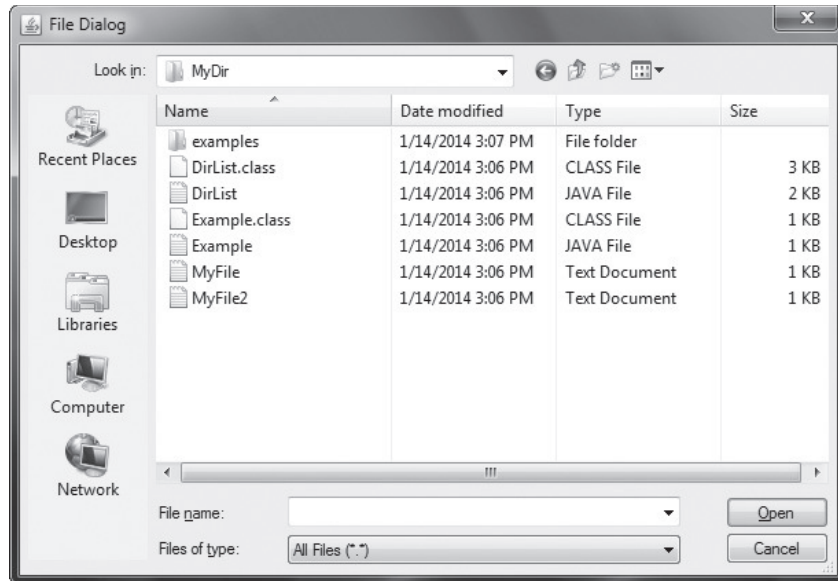 File Dialog
Look in: MyDir
Name Date modified Type Size
examples 1/14/2014 3:07 PM File folder
DirList.class 1/14/2014 3:06 PM CLASS File 3 KB
DirList 1/14/2014 3:06 PM JAVA File 2 KB
Example.class 1/14/2014 3:06 PM CLASS File 1 KB
Example 1/14/2014 3:06 PM JAVA File 1 KB
MyFile 1/14/2014 3:06 PM Text Document 1 KB
MyFile2 1/14/2014 3:06 PM Text Document 1 KB
Recent Places
Desktop
Libraries
Computer
Network
File name: Open
Files of type: All Files (*.*) Cancel